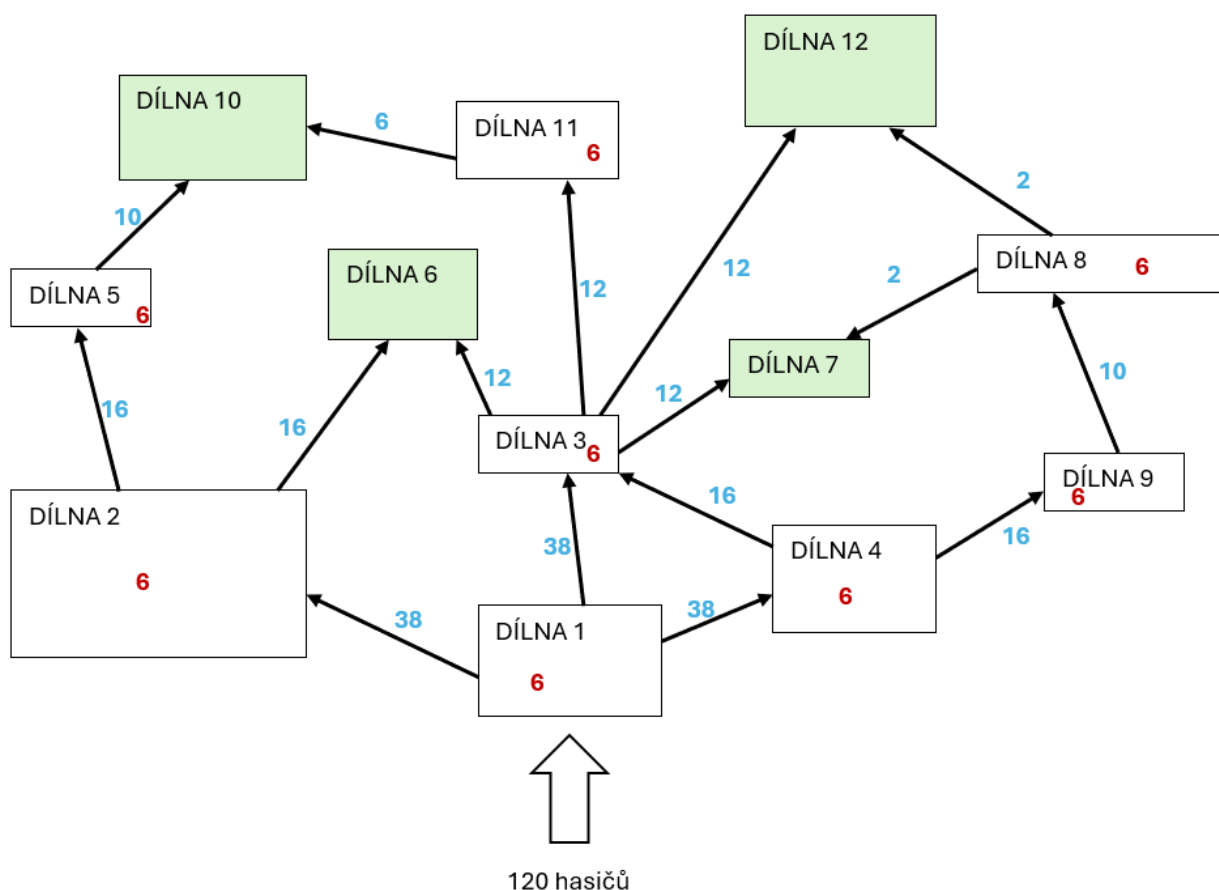 DÍLNA 12
DÍLNA 10
6
DÍLNA 11
6
10
2
12
12
2
DÍLNA 6
DÍLNA 8 6
DÍLNA 5
6
DÍLNA 7
12
12
10
16
16
DÍLNA 3
6
DÍLNA 9
6
16
16
DÍLNA 2
6
38
DÍLNA 4
6
38
38
DÍLNA 1
6
120 hasičů